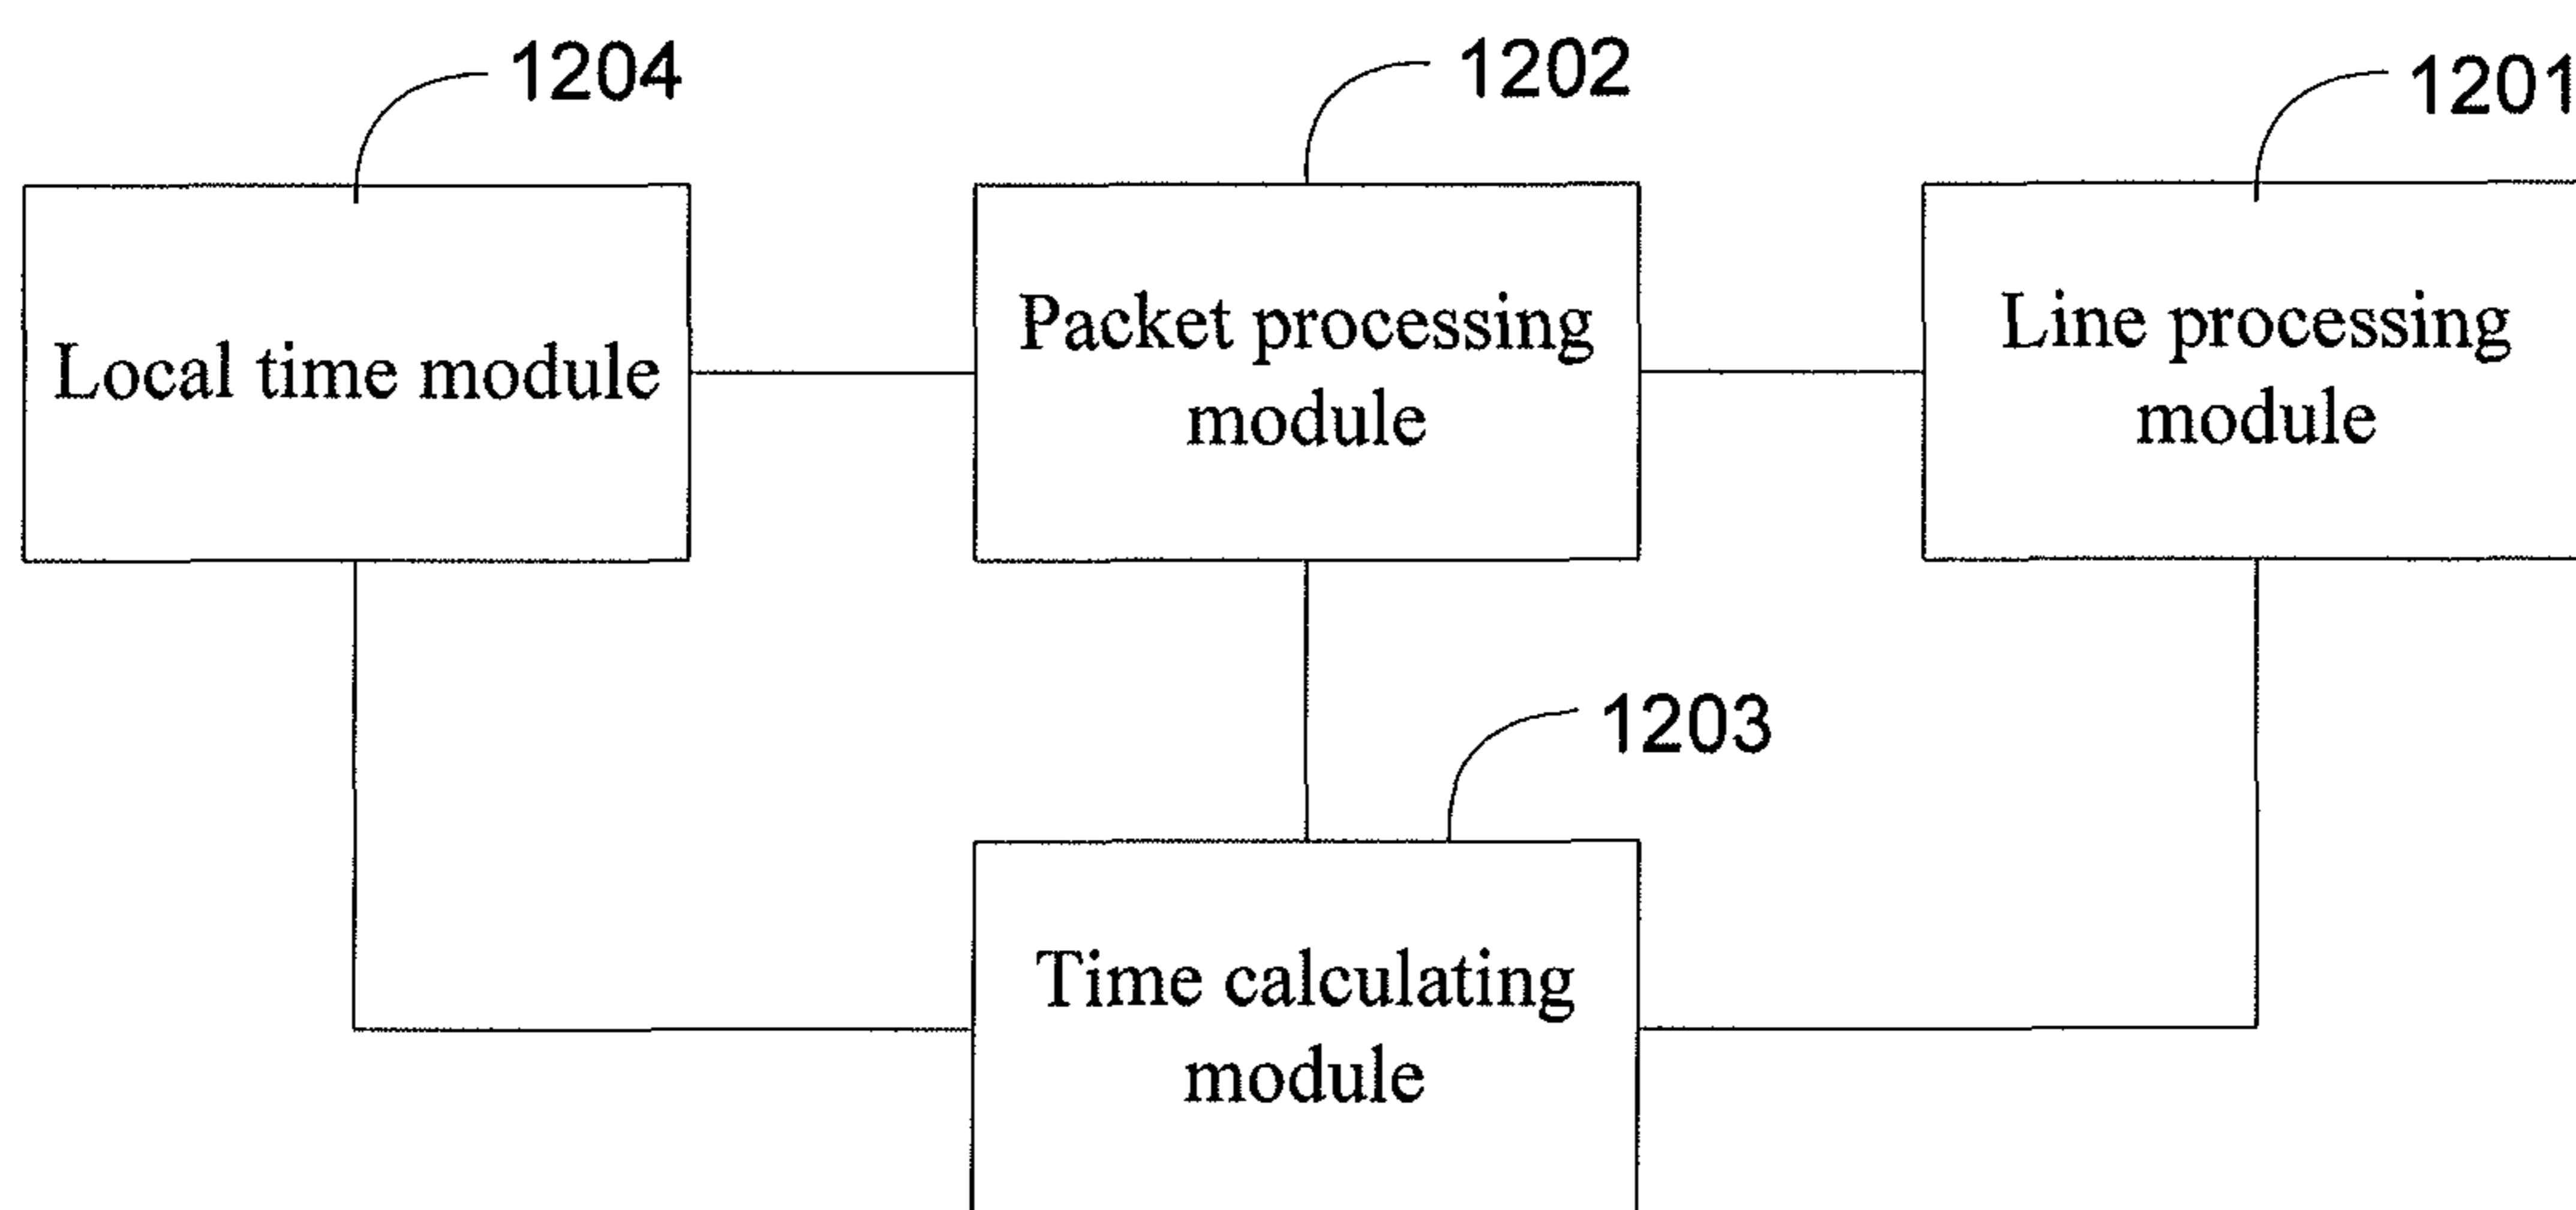 1204
1202
1201
Local time module
Packet processing
module
Line processing
module
1203
Time calculating
module